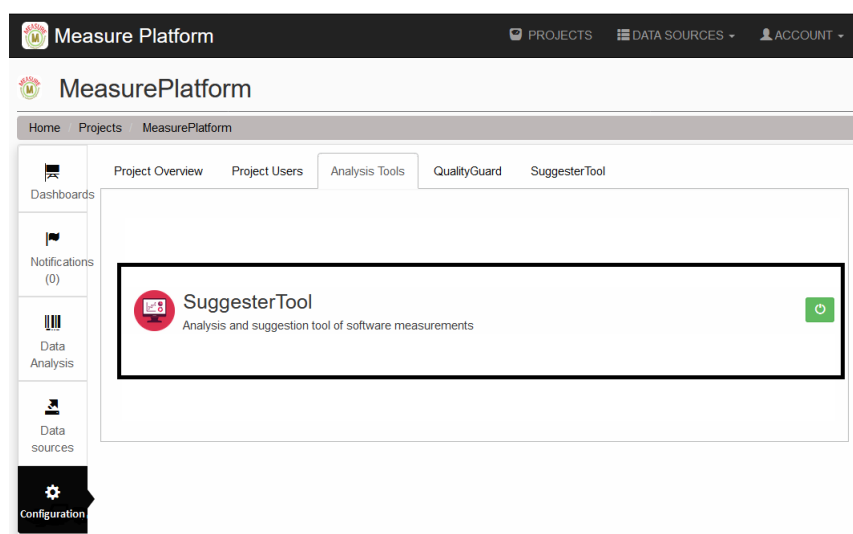 Measure Platform
PROJECTS
DATA SOURCES
ACCOUNT
MEASURE
M
MeasurePlatform
Home / Projects / MeasurePlatform
Project Overview
Project Users
Analysis Tools
QualityGuard
SuggesterTool
Dashboards
Notifications
(0)
Data
Analysis
Data
sources
Configuration
SuggesterTool
Analysis and suggestion tool of software measurements